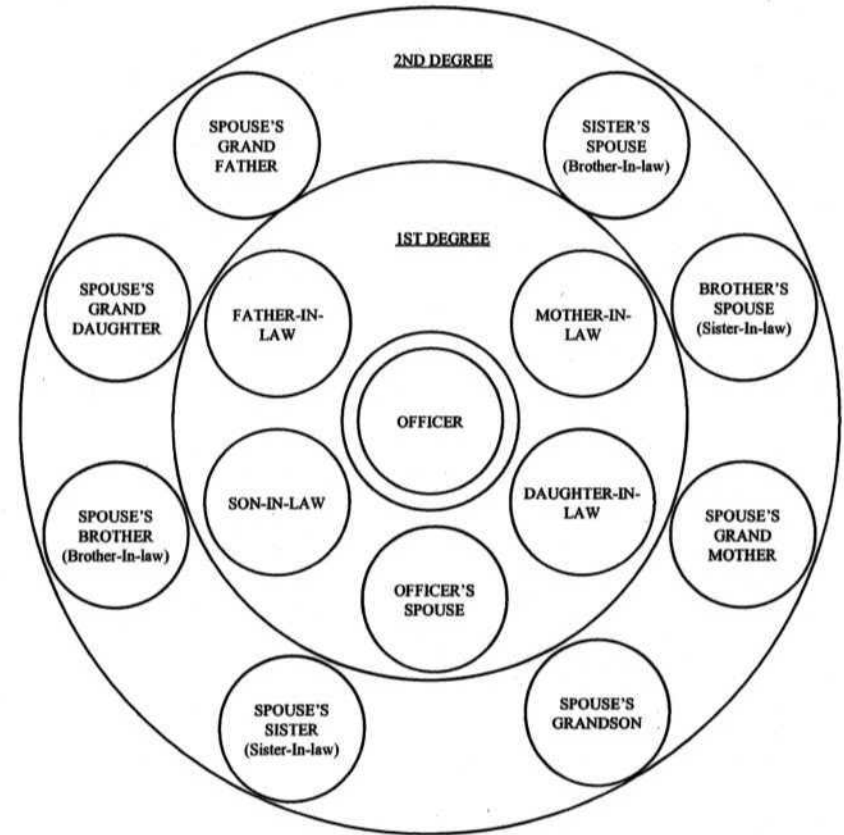 2ND DEGREE
SPOUSE'S
GRAND
FATHER
SISTER'S
SPOUSE
(Brother-In-law)
1ST DEGREE
SPOUSE'S
GRAND
DAUGHTER
FATHER-IN-
LAW
MOTHER-IN-
LAW
BROTHER'S
SPOUSE
(Sister-In-law)
OFFICER
SPOUSE'S
BROTHER
(Brother-In-law)
SON-IN-LAW
DAUGHTER-IN-
LAW
SPOUSE'S
GRAND
MOTHER
OFFICER'S
SPOUSE
SPOUSE'S
SISTER
(Sister-In-law)
SPOUSE'S
GRANDSON